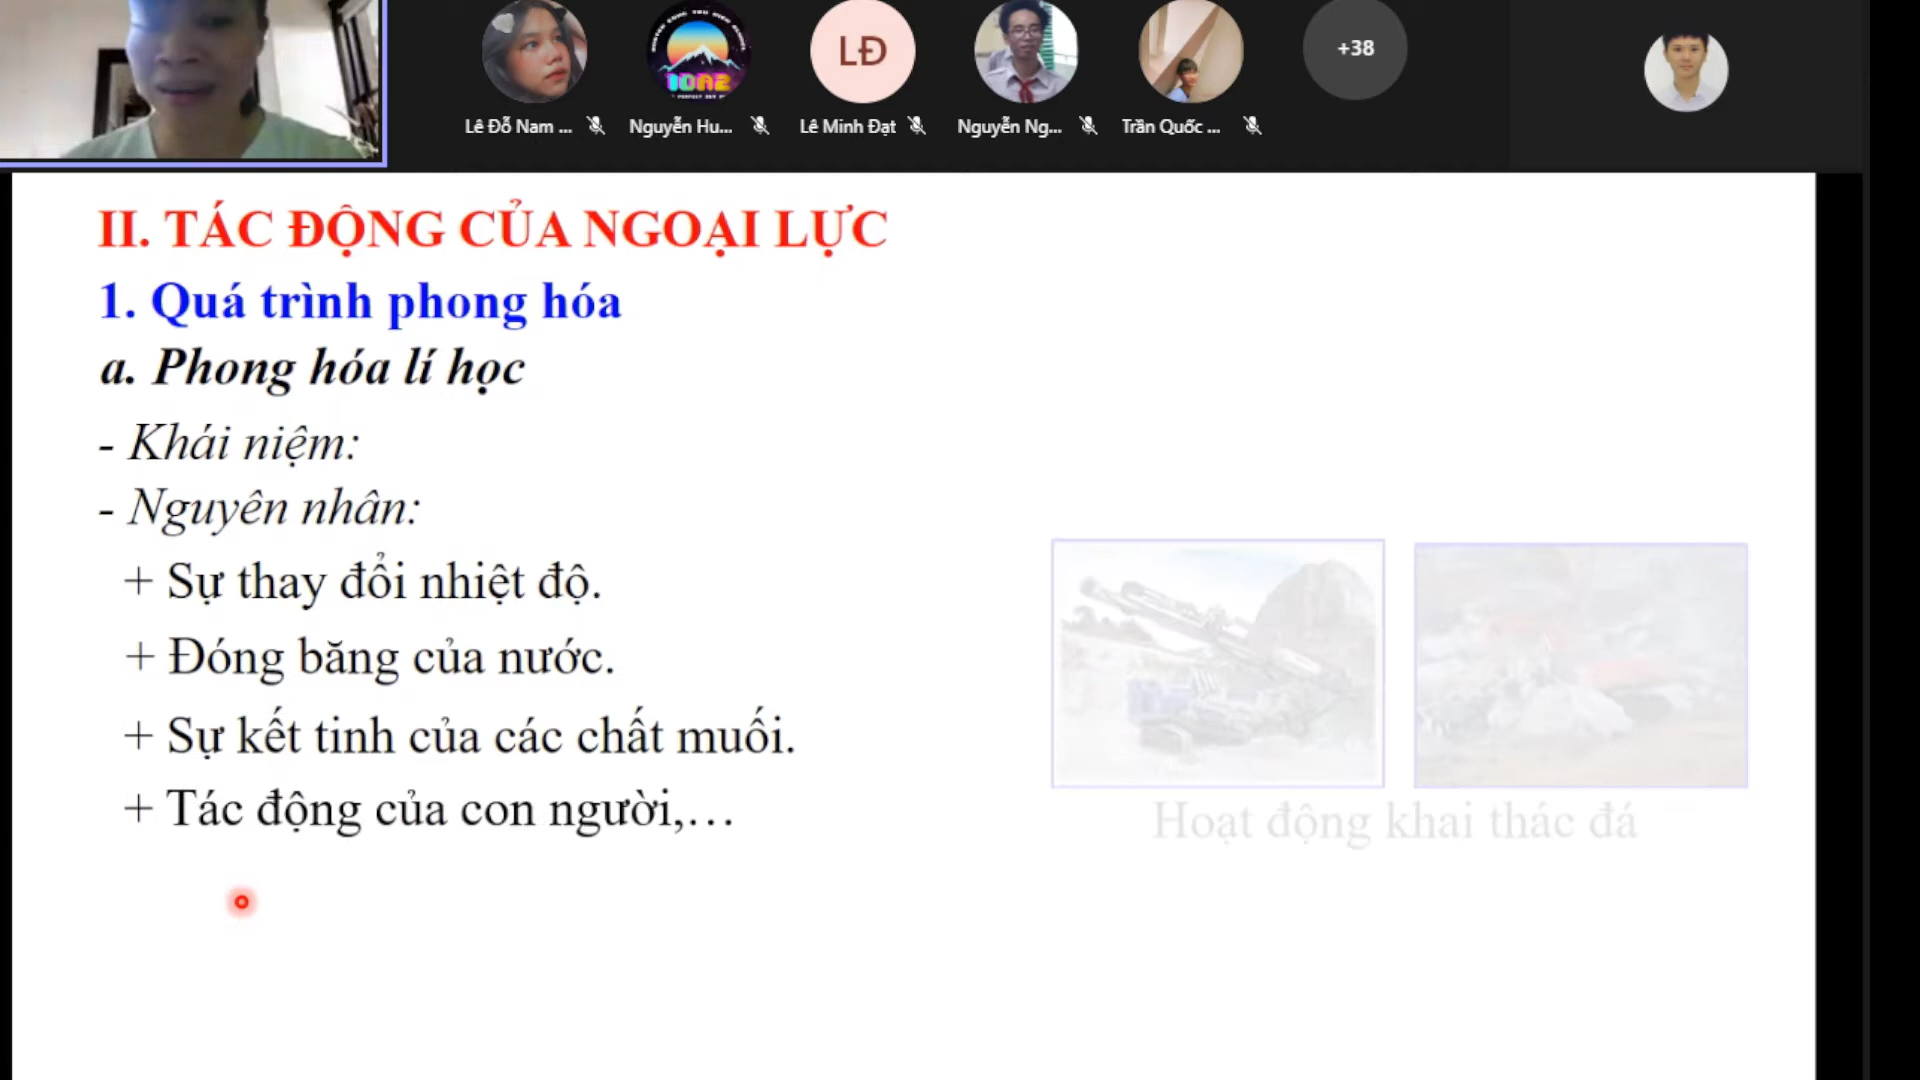 LĐ
+38
10A2
Lê Đỗ Nam ...
Nguyễn Hu...
Lê Minh Đạt
Nguyễn Ng...
Trần Quốc ...
II. TÁC ĐỘNG CỦA NGOẠI LỰC
1. Quá trình phong hóa
a. Phong hóa lí học
- Khái niệm:
- Nguyên nhân:
+ Sự thay đổi nhiệt độ.
+ Đóng băng của nước.
+ Sự kết tinh của các chất muối.
+ Tác động của con người,...
Hoạt động khai thác đá